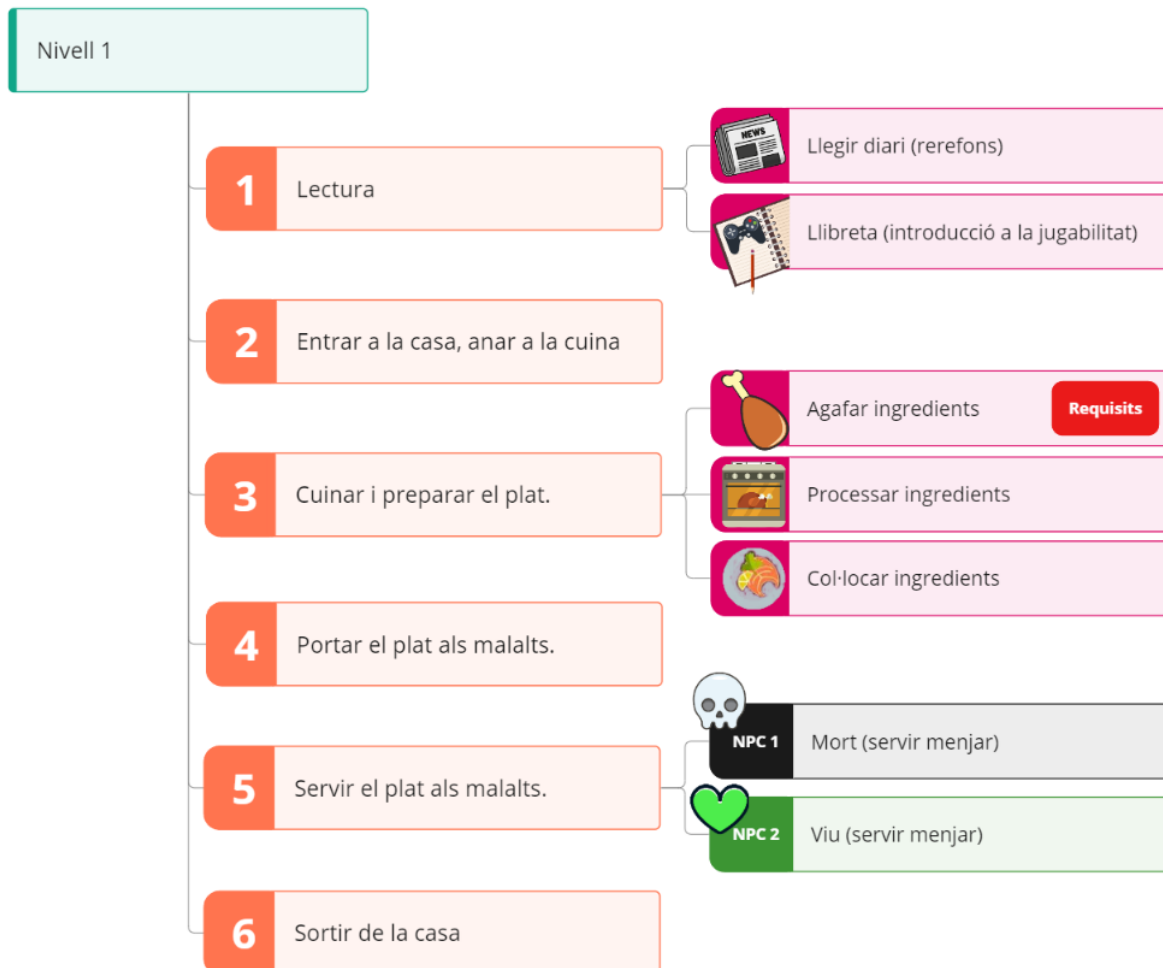 Nivell 1
1
Lectura
NEWS
Llegir diari (rerefons)
Llibreta (introducció a la jugabilitat)
2
Entrar a la casa, anar a la cuina
3
Cuinar i preparar el plat.
Agafar ingredients
Requisits
Processar ingredients
Col·locar ingredients
4
Portar el plat als malalts.
5
Servir el plat als malalts.
NPC 1
Mort (servir menjar)
NPC 2
Viu (servir menjar)
6
Sortir de la casa